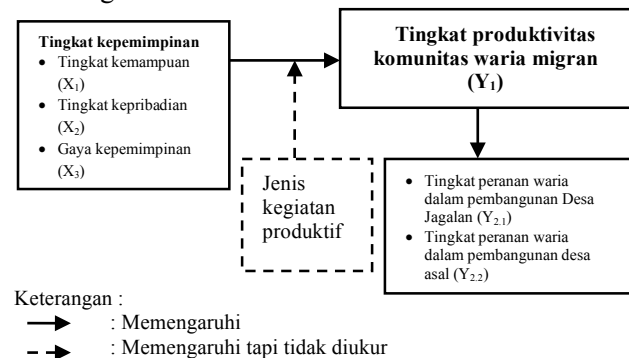 Tingkat kepemimpinan
• Tingkat kemampuan
(X1)
• Tingkat kepribadian
(X2)
• Gaya kepemimpinan
(X3)
Tingkat produktivitas
komunitas waria migran
(Y1)
Jenis
kegiatan
produktif
• Tingkat peranan waria
dalam pembangunan Desa
Jagalan (Y2.1)
• Tingkat peranan waria
dalam pembangunan desa
asal (Y2.2)
Keterangan :
: Memengaruhi
: Memengaruhi tapi tidak diukur